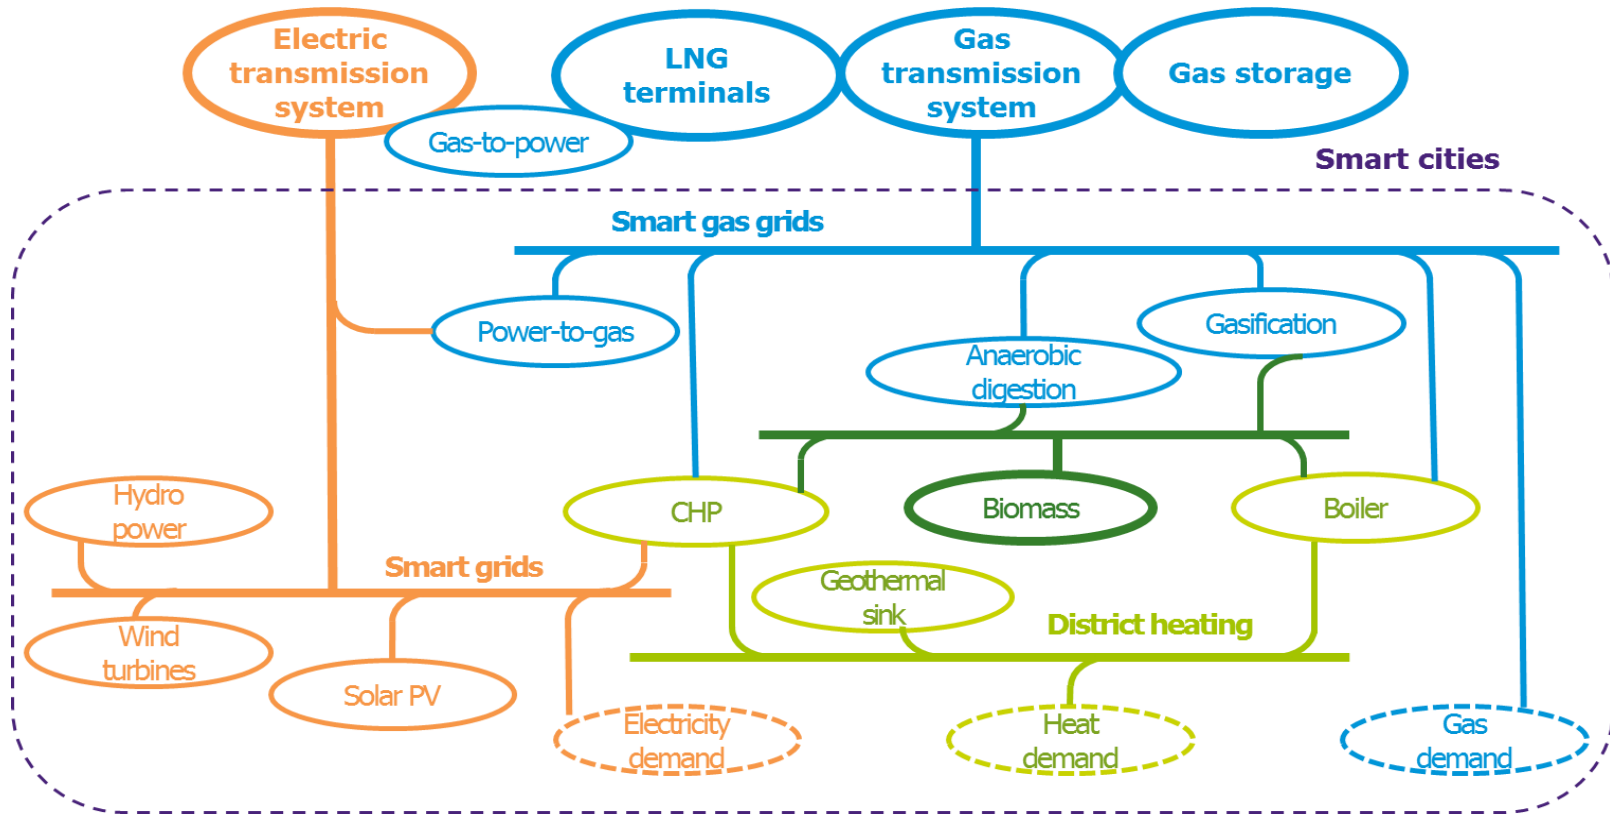 Electric
transmission
system
LNG
terminals
Gas
transmission
system
Gas storage
Gas-to-power
Smart cities
Smart gas grids
Power-to-gas
Gasification
Anaerobic
digestion
Hydro
power
CHP
Biomass
Boiler
Smart grids
Geothermal
sink
District heating
Wind
turbines
Solar PV
Electricity
demand
Heat
demand
Gas
demand